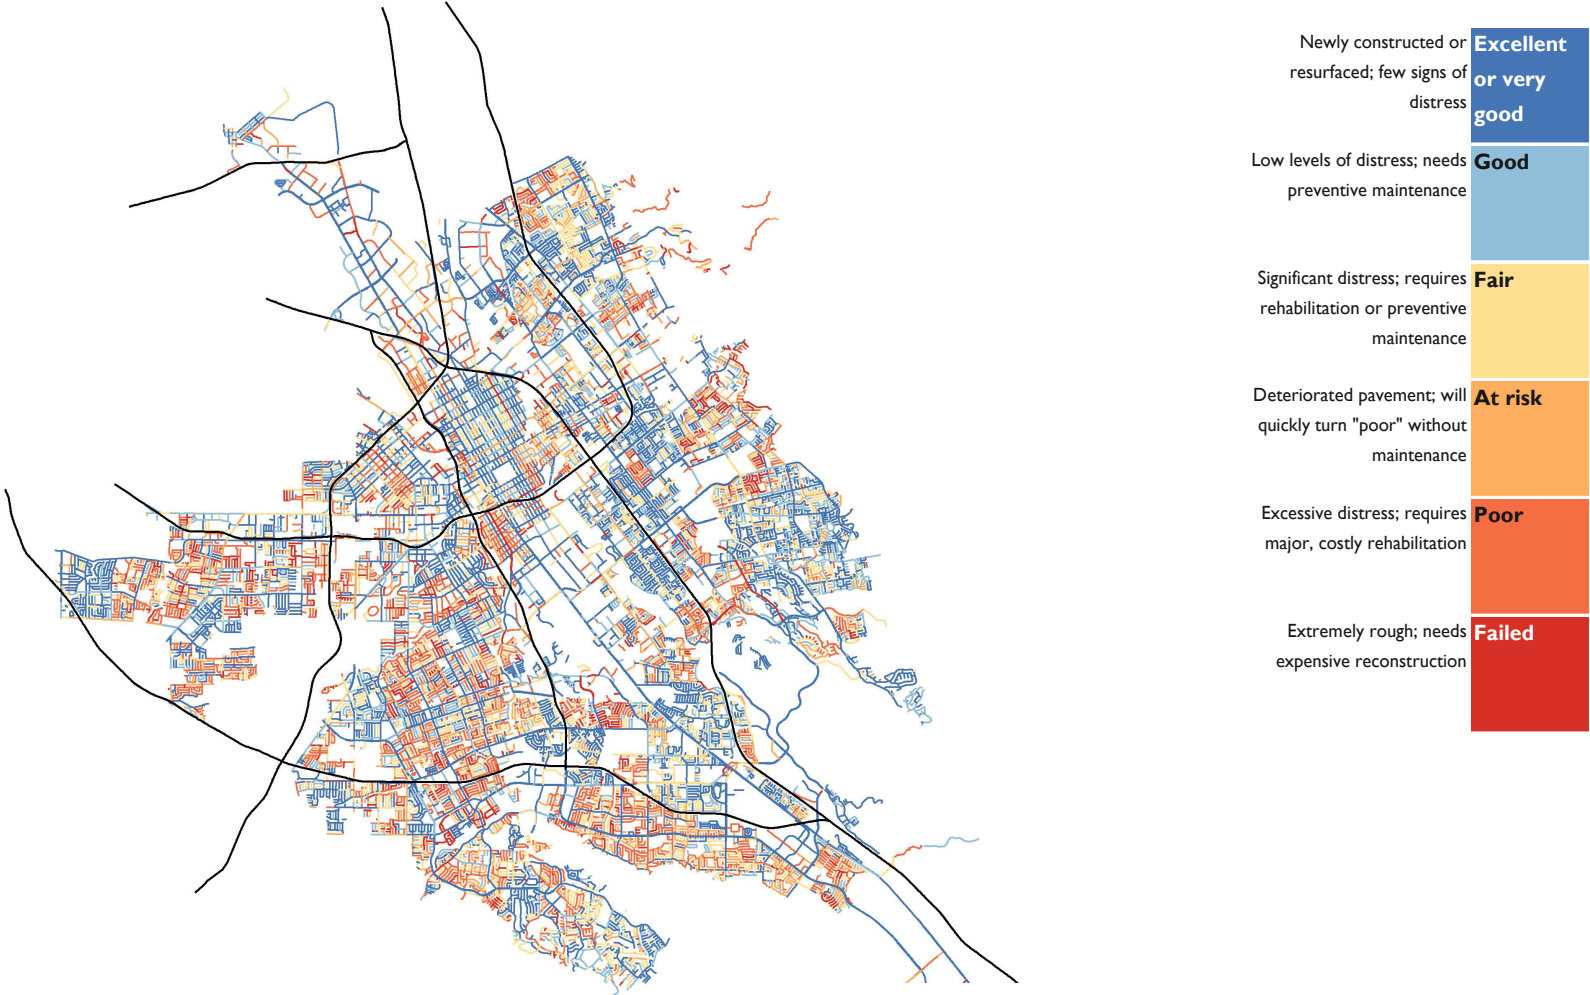 Newly constructed or
resurfaced; few signs of
distress
Excellent
or very
good
Low levels of distress; needs
preventive maintenance
Good
Significant distress; requires
rehabilitation or preventive
maintenance
Fair
Deteriorated pavement; will
quickly turn "poor" without
maintenance
At risk
Excessive distress; requires
major, costly rehabilitation
Poor
Extremely rough; needs
expensive reconstruction
Failed